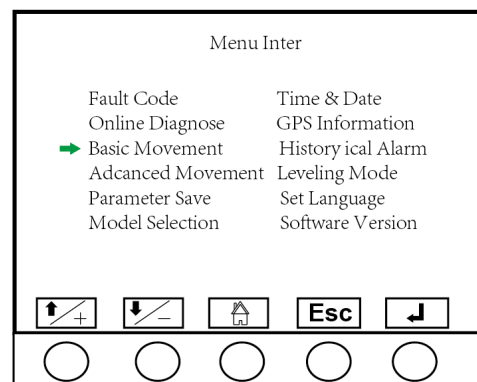 Menu Inter
Fault Code Time & Date
Online Diagnose GPS Information
Basic Movement History ical Alarm
Adcanced Movement Leveling Mode
Parameter Save Set Language
Model Selection Software Version
+ - Esc